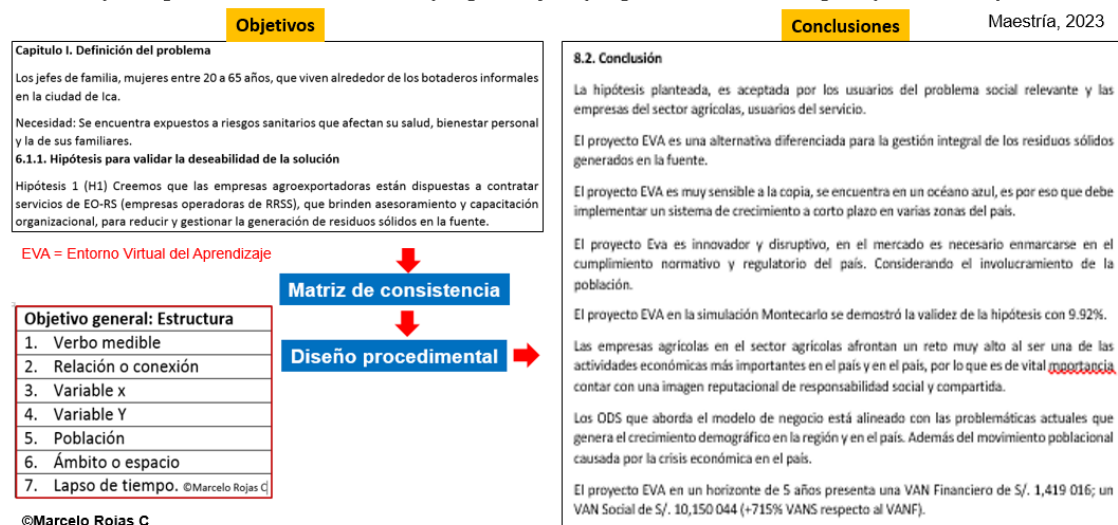 Objetivos
Capitulo I. Definición del problema
Los jefes de familia, mujeres entre 20 a 65 años, que viven alrededor de los botaderos informales
en la ciudad de Ica.
Necesidad: Se encuentra expuestos a riesgos sanitarios que afectan su salud, bienestar personal
y la de sus familiares.
6.1.1. Hipótesis para validar la deseabilidad de la solución
Hipótesis 1 (H1) Creemos que las empresas agroexportadoras están dispuestas a contratar
servicios de EO-RS (empresas operadoras de RRSS), que brinden asesoramiento y capacitación
organizacional, para reducir y gestionar la generación de residuos sólidos en la fuente.
EVA = Entorno Virtual del Aprendizaje
Matriz de consistencia
Diseño procedimental
Objetivo general: Estructura
1. Verbo medible
2. Relación o conexión
3. Variable x
4. Variable Y
5. Población
6. Ámbito o espacio
7. Lapso de tiempo. ©Marcelo Rojas C
©Marcelo Rojas C
Conclusiones
Maestría, 2023
8.2. Conclusión
La hipótesis planteada, es aceptada por los usuarios del problema social relevante y las
empresas del sector agrícolas, usuarios del servicio.
El proyecto EVA es una alternativa diferenciada para la gestión integral de los residuos sólidos
generados en la fuente.
El proyecto EVA es muy sensible a la copia, se encuentra en un océano azul, es por eso que debe
implementar un sistema de crecimiento a corto plazo en varias zonas del país.
El proyecto Eva es innovador y disruptivo, en el mercado es necesario enmarcarse en el
cumplimiento normativo y regulatorio del país. Considerando el involucramiento de la
población.
El proyecto EVA en la simulación Montecarlo se demostró la validez de la hipótesis con 9.92%.
Las empresas agrícolas en el sector agrícolas afrontan un reto muy alto al ser una de las
actividades económicas más importantes en el país y en el país, por lo que es de vital mportancia
contar con una imagen reputacional de responsabilidad social y compartida.
Los ODS que aborda el modelo de negocio está alineado con las problemáticas actuales que
genera el crecimiento demográfico en la región y en el país. Además del movimiento poblacional
causada por la crisis económica en el país.
El proyecto EVA en un horizonte de 5 años presenta una VAN Financiero de S/. 1,419 016; un
VAN Social de S/. 10,150 044 (+715% VANS respecto al VANF).